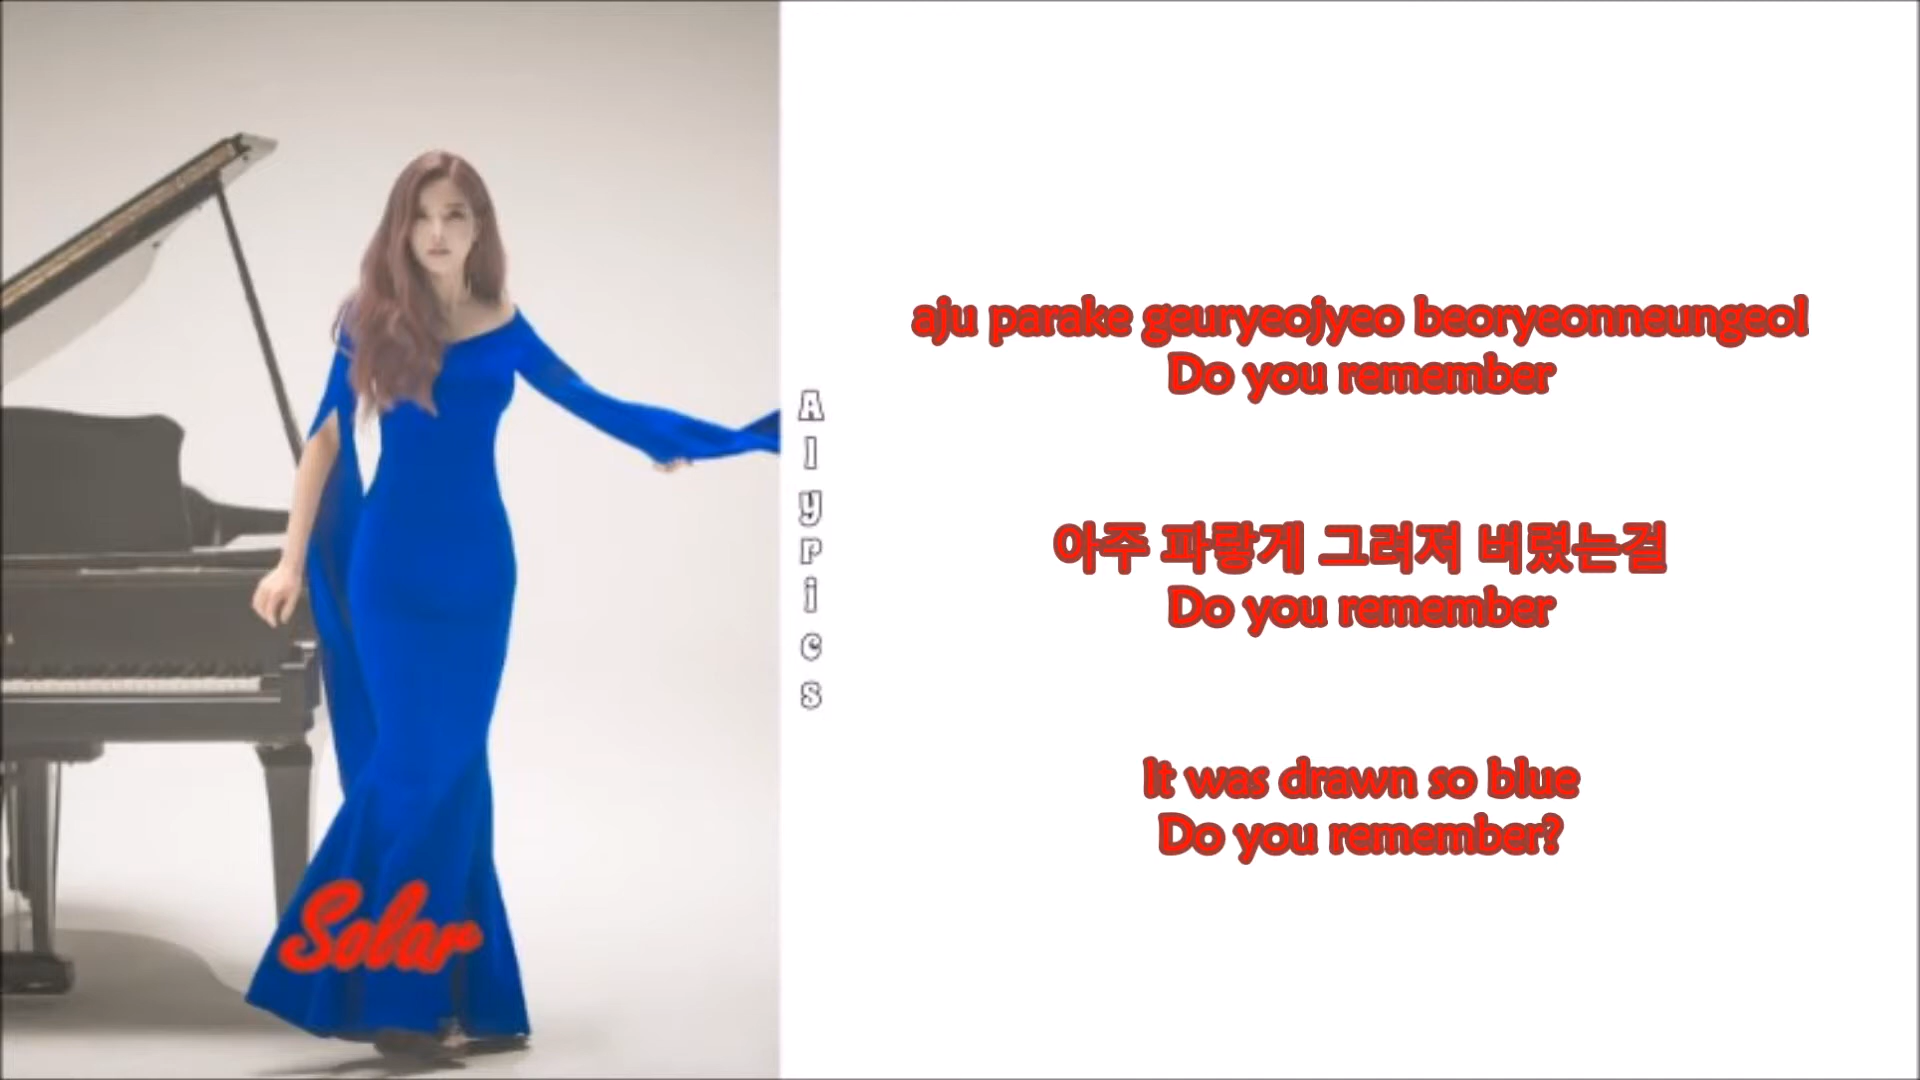 Solar
Alypics
aju parake geuryeojyeo beoryeonneungeol
Do you remember
아주 파랗게 그려져 버렸는걸
Do you remember
It was drawn so blue
Do you remember?